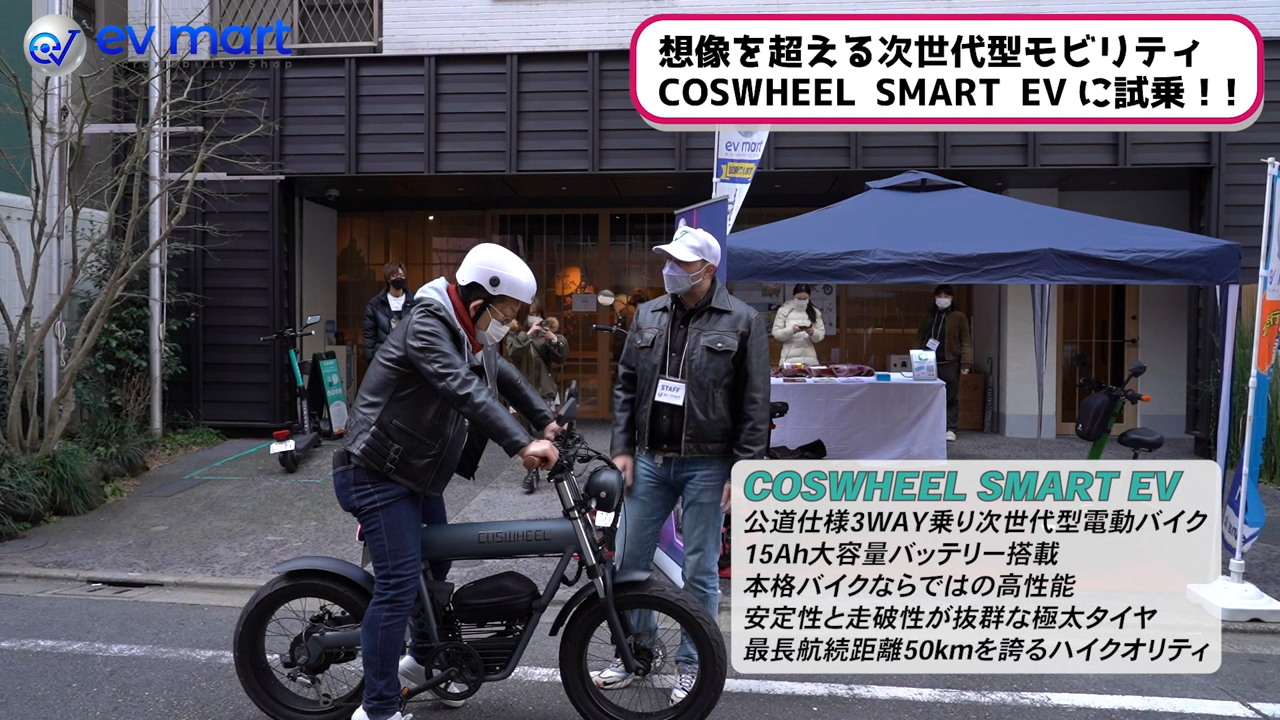 ev mart
Mobility Shop
想像を超える次世代型モビリティ
COSWHEEL SMART EVに試乗！！
ev mart
STAFF
ev mart
COSWHEEL
COSWHEEL SMART EV
公道仕様3WAY乗り次世代型電動バイク
15Ah大容量バッテリー搭載
本格バイクならではの高性能
安定性と走破性が抜群な極太タイヤ
最長航続距離50kmを誇るハイクオリティ